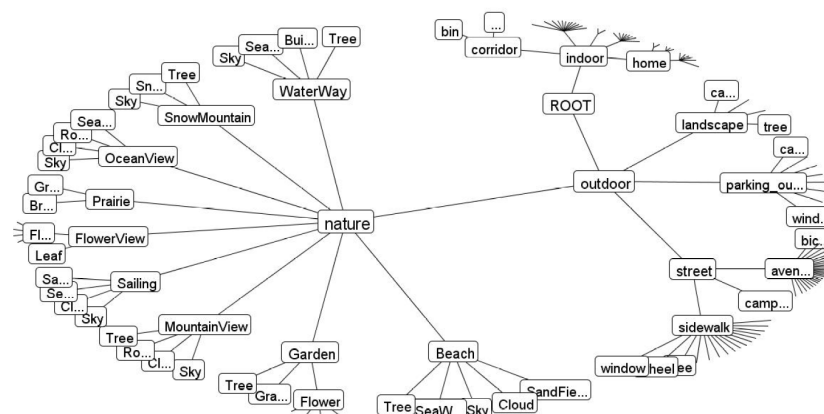 ...
bin
corridor
indoor
home
Tree
Bui...
Sea...
Sky
WaterWay
Tree
Sn...
Sky
SnowMountain
ROOT
ca...
landscape
tree
Sea...
Ro...
Cl...
Sky
OceanView
ca...
outdoor
parking_ou...
wind...
Gr...
Br...
Prairie
nature
Fl...
Leaf
FlowerView
bic...
street
aven...
camp...
Sa...
Se...
Cl...
Sky
Sailing
MountainView
Tree
Ro...
Cl...
Sky
sidewalk
window
heel
ee
Garden
Tree
Gra...
Flower
Beach
Tree
SeaW...
Sky
Cloud
SandFie...